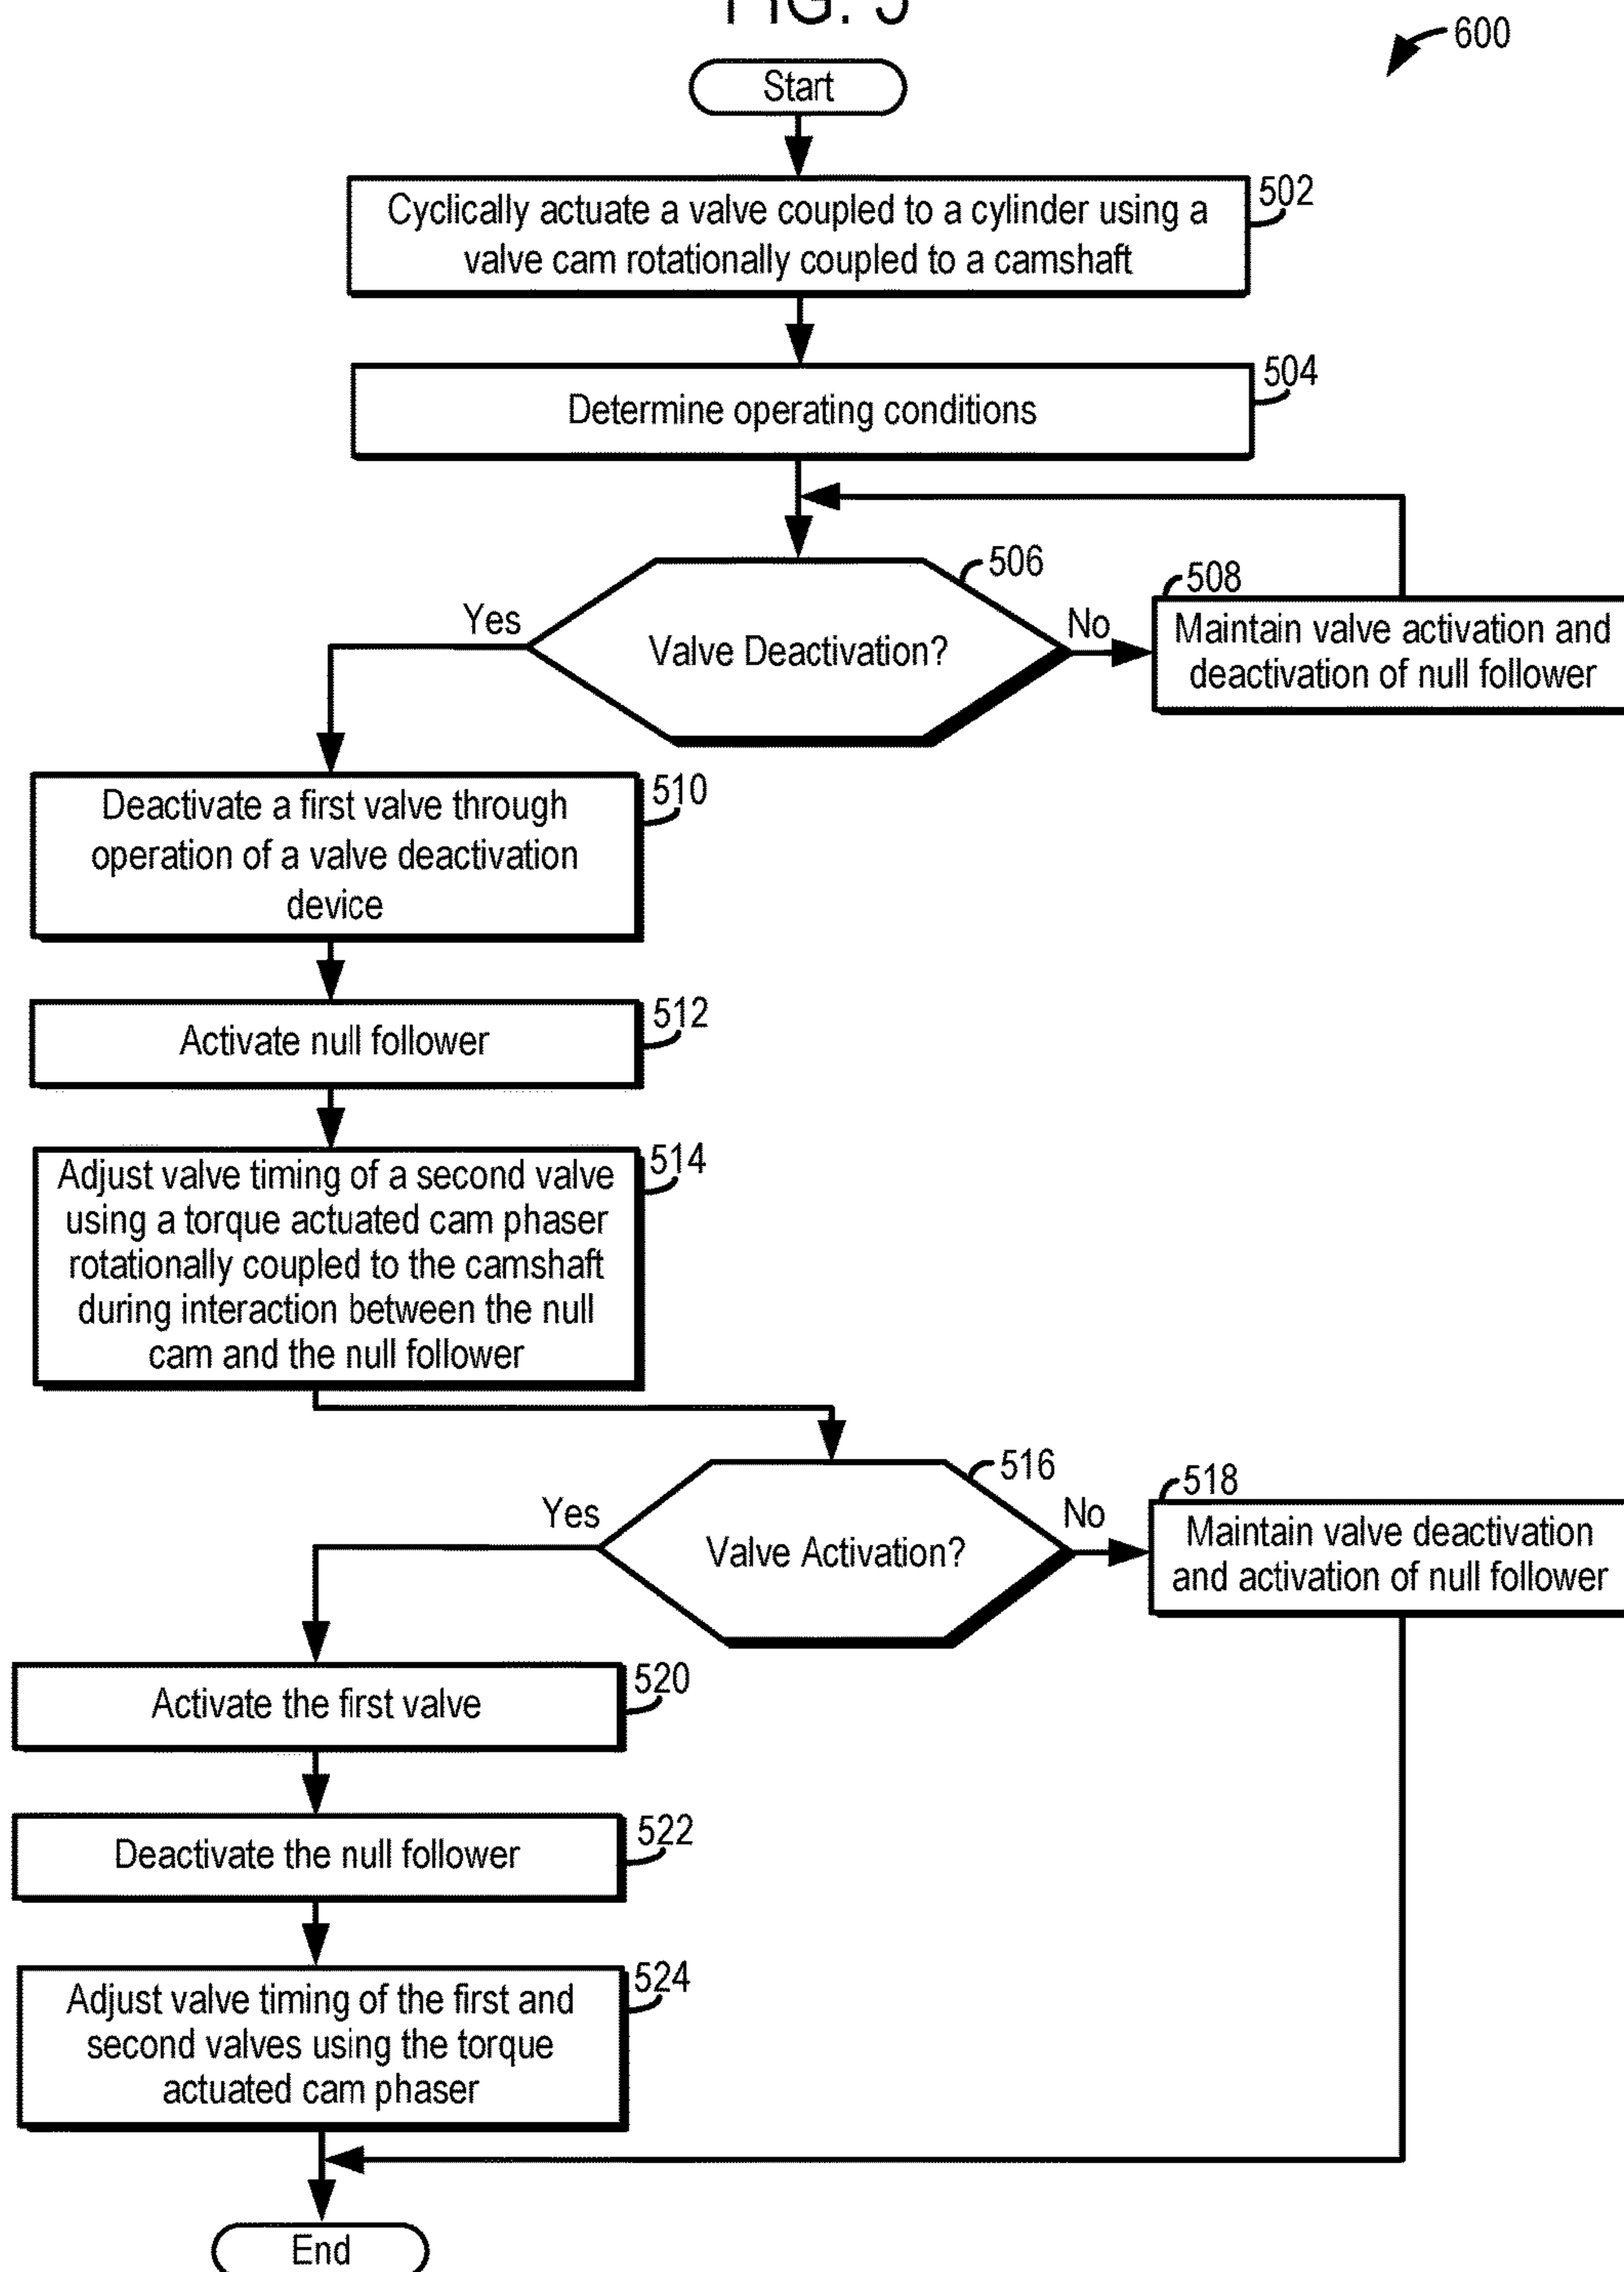 FIG. 5
600
Start
502
Cyclically actuate a valve coupled to a cylinder using a
valve cam rotationally coupled to a camshaft
504
Determine operating conditions
506
Valve Deactivation?
Yes
No
508
Maintain valve activation and
deactivation of null follower
510
Deactivate a first valve through
operation of a valve deactivation
device
512
Activate null follower
514
Adjust valve timing of a second valve
using a torque actuated cam phaser
rotationally coupled to the camshaft
during interaction between the null
cam and the null follower
516
Valve Activation?
Yes
No
518
Maintain valve deactivation
and activation of null follower
520
Activate the first valve
522
Deactivate the null follower
524
Adjust valve timing of the first and
second valves using the torque
actuated cam phaser
End